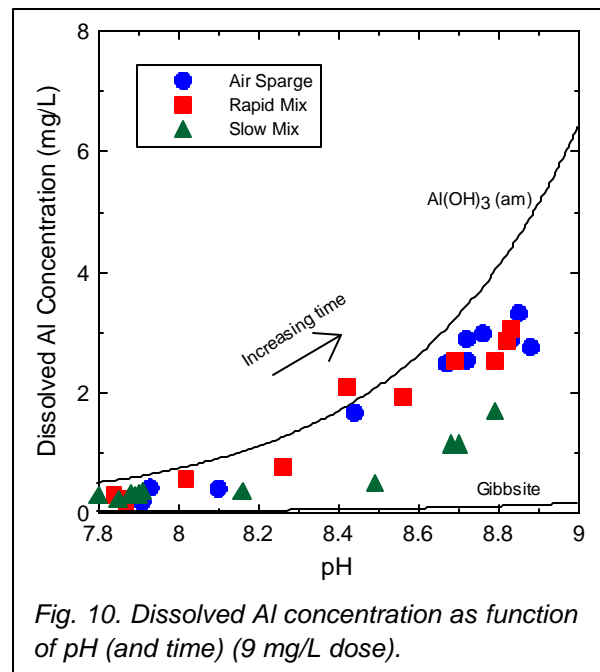 8
6
4
2
0
Dissolved Al Concentration (mg/L)
Air Sparge
Rapid Mix
Slow Mix
Al(OH)3 (am)
Increasing time
Gibbsite
7.8 8 8.2 8.4 8.6 8.8 9
pH
Fig. 10. Dissolved Al concentration as function
of pH (and time) (9 mg/L dose).